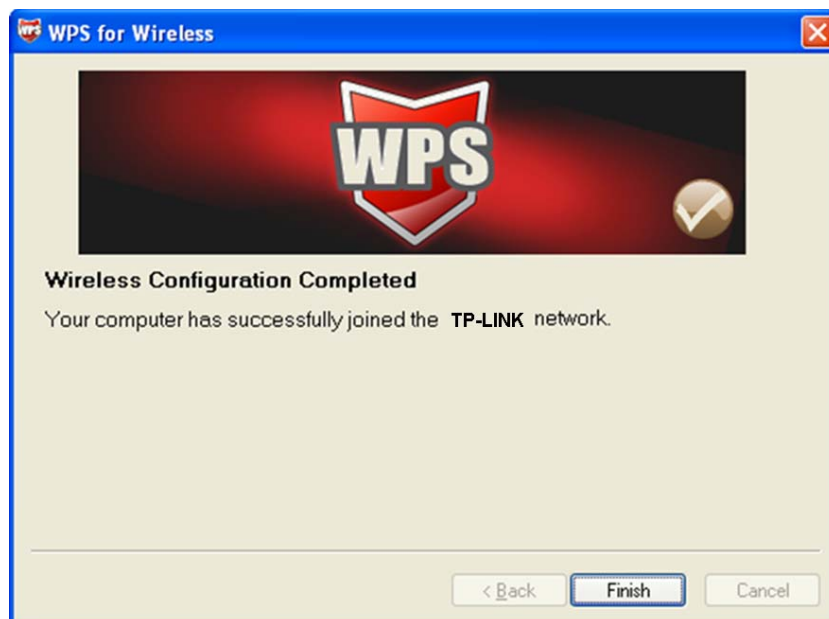 WPS for Wireless
WPS
Wireless Configuration Completed
Your computer has successfully joined the TP-LINK network.
< Back Finish Cancel